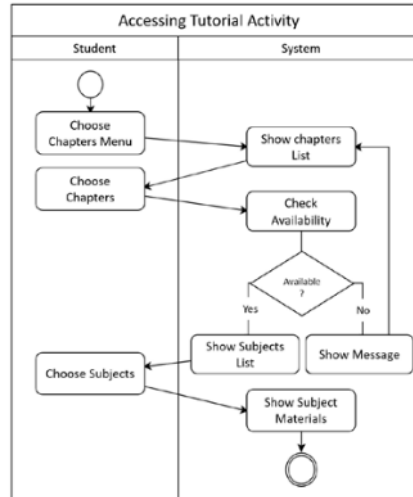 Accessing Tutorial Activity
Student
System
Choose
Chapters Menu
Show chapters
List
Choose
Chapters
Check
Availability
Available
?
Yes
No
Show Subjects
List
Show Message
Choose Subjects
Show Subject
Materials